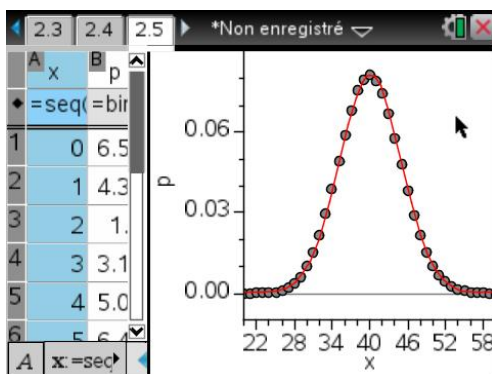 2.3 2.4 2.5 *Non enregistré
A x B p
=seq( =bin
1 0 6.5
2 1 4.3
3 2 1.
4 3 3.1
5 4 5.0
6 5 6.4
A x:=seq
0.06
p
0.03
0.00
22 28 34 40 46 52 58
x